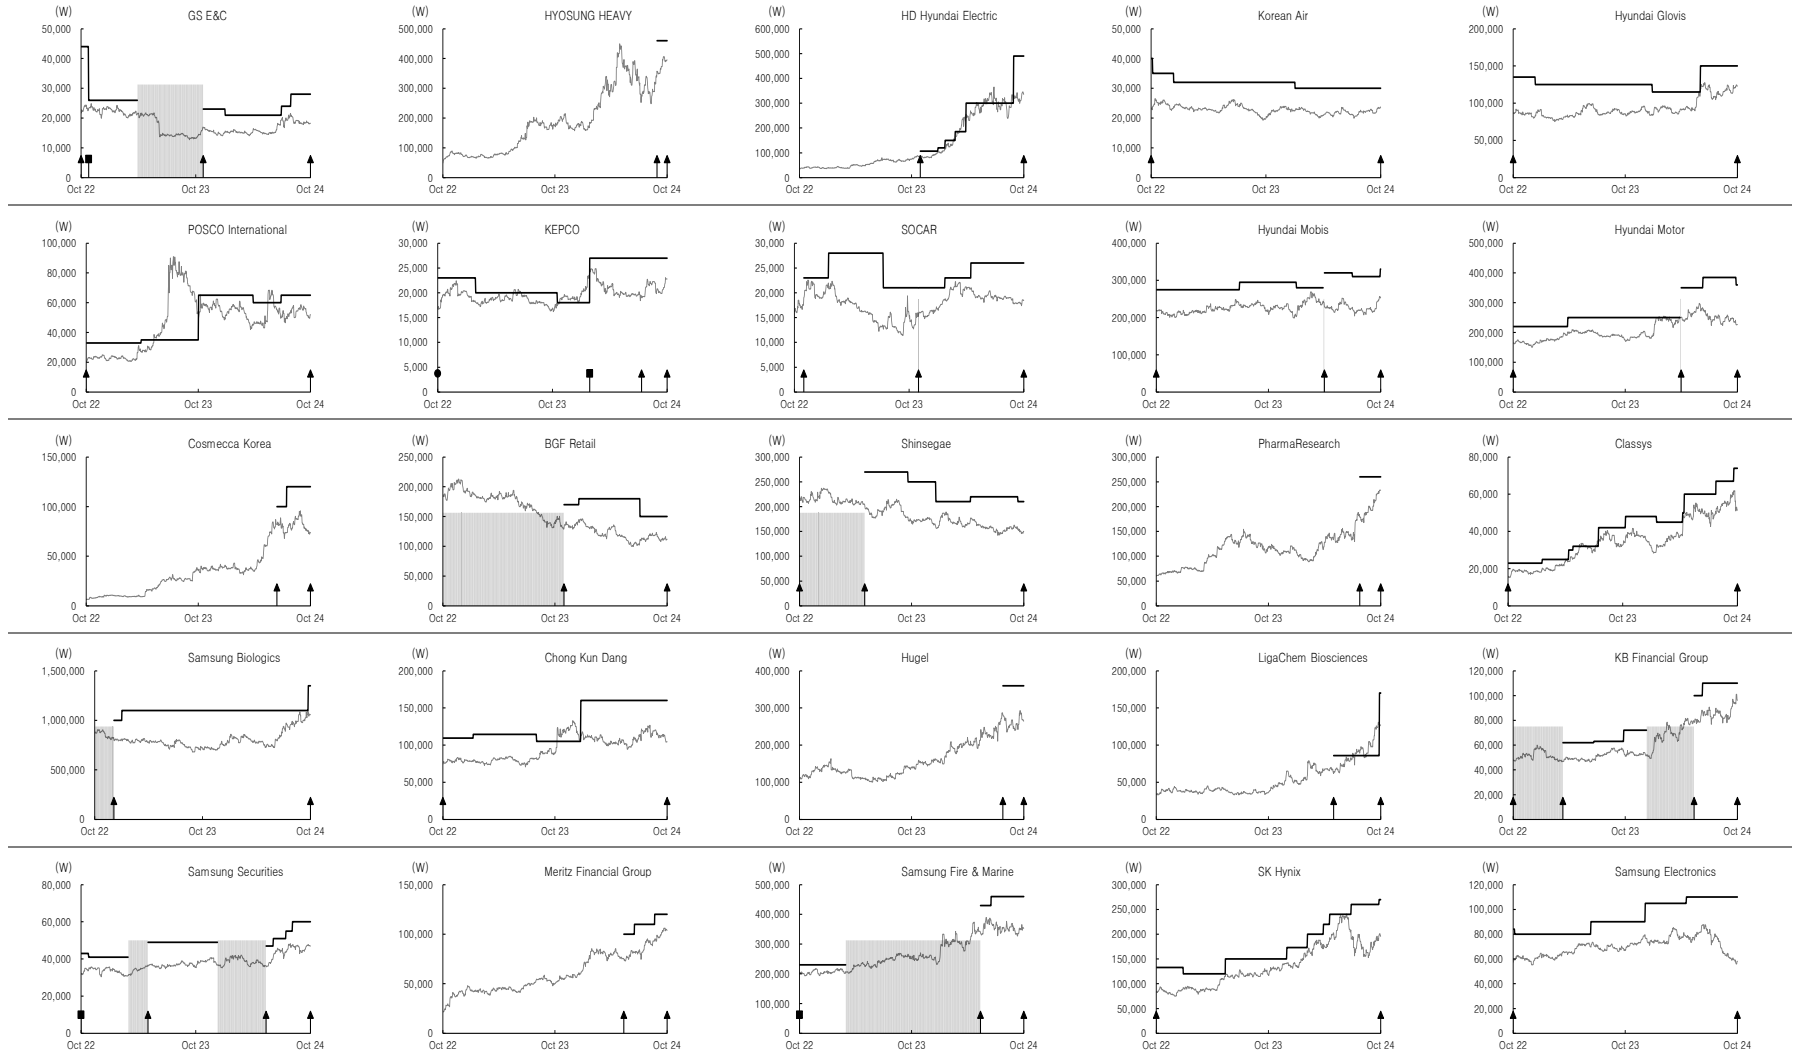 (W) GS E&C (W) HYOSUNG HEAVY (W) HD Hyundai Electric (W) Korean Air (W) Hyundai Glovis
50,000 500,000 600,000 50,000 200,000
40,000 400,000 500,000 40,000 150,000
30,000 300,000 400,000 30,000 100,000
20,000 200,000 300,000 20,000 50,000
10,000 100,000 200,000 10,000 0
0 0 100,000 0
0
Oct 22 Oct 23 Oct 24 Oct 22 Oct 23 Oct 24 Oct 22 Oct 23 Oct 24 Oct 22 Oct 23 Oct 24 Oct 22 Oct 23 Oct 24
(W) POSCO International (W) KEPCO (W) SOCAR (W) Hyundai Mobis (W) Hyundai Motor
100,000 30,000 30,000 400,000 500,000
80,000 25,000 25,000 300,000 400,000
60,000 20,000 20,000 200,000 300,000
40,000 15,000 15,000 100,000 200,000
20,000 10,000 10,000 0 100,000
0 5,000 5,000 0
0 0
Oct 22 Oct 23 Oct 24 Oct 22 Oct 23 Oct 24 Oct 22 Oct 23 Oct 24 Oct 22 Oct 23 Oct 24 Oct 22 Oct 23 Oct 24
(W) Cosmecca Korea (W) BGF Retail (W) Shinsegae (W) PharmaResearch (W) Classys
150,000 250,000 300,000 300,000 80,000
100,000 200,000 250,000 250,000 60,000
50,000 150,000 200,000 200,000 40,000
0 100,000 150,000 150,000 20,000
50,000 100,000 100,000 0
0 50,000 50,000
0 0
Oct 22 Oct 23 Oct 24 Oct 22 Oct 23 Oct 24 Oct 22 Oct 23 Oct 24 Oct 22 Oct 23 Oct 24 Oct 22 Oct 23 Oct 24
(W) Samsung Biologics (W) Chong Kun Dang (W) Hugel (W) LigaChem Biosciences (W) KB Financial Group
1,500,000 200,000 400,000 200,000 120,000
1,000,000 150,000 300,000 150,000 100,000
500,000 100,000 200,000 100,000 80,000
0 50,000 100,000 50,000 60,000
0 0 0 40,000
20,000
0
Oct 22 Oct 23 Oct 24 Oct 22 Oct 23 Oct 24 Oct 22 Oct 23 Oct 24 Oct 22 Oct 23 Oct 24 Oct 22 Oct 23 Oct 24
(W) Samsung Securities (W) Meritz Financial Group (W) Samsung Fire & Marine (W) SK Hynix (W) Samsung Electronics
80,000 150,000 500,000 300,000 120,000
60,000 100,000 400,000 250,000 100,000
40,000 50,000 300,000 200,000 80,000
20,000 0 200,000 150,000 60,000
0 100,000 100,000 40,000
0 50,000 20,000
0 0
Oct 22 Oct 23 Oct 24 Oct 22 Oct 23 Oct 24 Oct 22 Oct 23 Oct 24 Oct 22 Oct 23 Oct 24 Oct 22 Oct 23 Oct 24